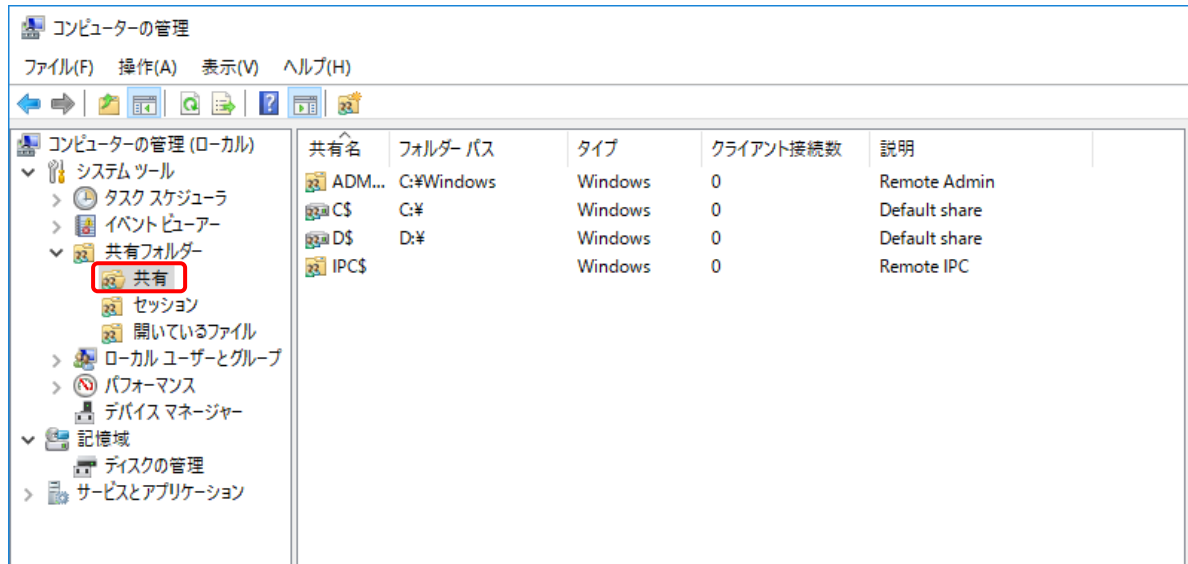 コンピューターの管理
ファイル(F) 操作(A) 表示(V) ヘルプ(H)
コンピューターの管理 (ローカル)
システム ツール
タスク スケジューラ
イベント ビューアー
共有フォルダー
共有
セッション
開いているファイル
ローカル ユーザーとグループ
パフォーマンス
デバイス マネージャー
記憶域
ディスクの管理
サービスとアプリケーション
共有名 フォルダー パス タイプ クライアント接続数 説明
ADM... C:¥Windows Windows 0 Remote Admin
C$ C:¥ Windows 0 Default share
D$ D:¥ Windows 0 Default share
IPC$ Windows 0 Remote IPC